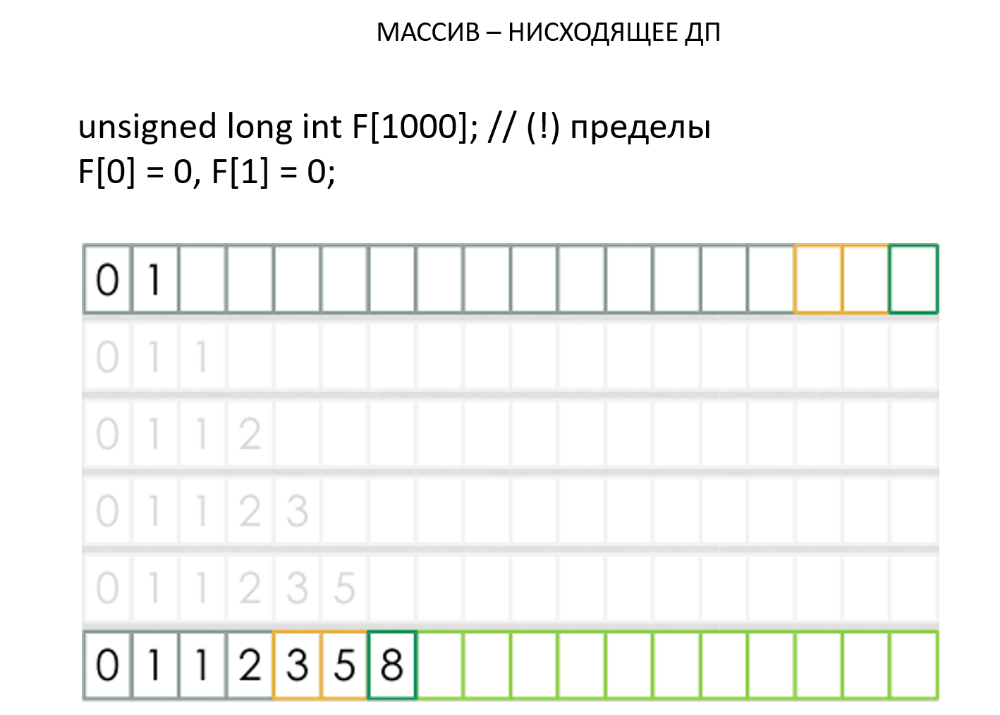 МАССИВ – НИСХОДЯЩЕЕ ДП
unsigned long int F[1000]; // (!) пределы
F[0] = 0, F[1] = 0;
0 1
0 1 1
0 1 1 2
0 1 1 2 3
0 1 1 2 3 5
0 1 1 2 3 5 8